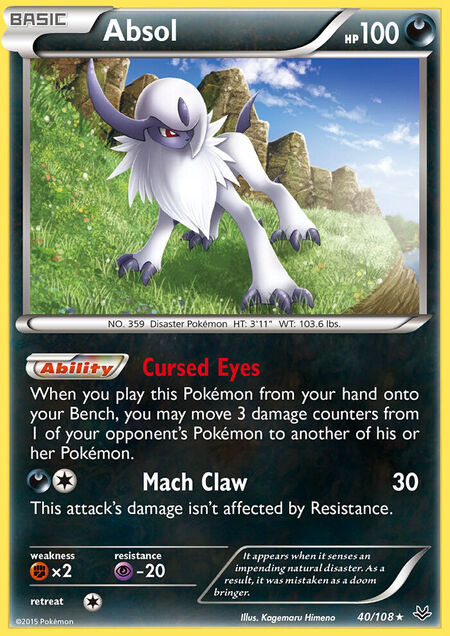 BASIC
Absol
HP100
NO. 359 Disaster Pokémon HT: 3'11" WT: 103.6 lbs.
Ability Cursed Eyes
When you play this Pokémon from your hand onto
your Bench, you may move 3 damage counters from
1 of your opponent's Pokémon to another of his or
her Pokémon.
Mach Claw 30
This attack's damage isn't affected by Resistance.
weakness
×2
resistance
-20
retreat
It appears when it senses an
impending natural disaster. As a
result, it was mistaken as a doom
bringer.
©2015 Pokémon
Illus. Kagemaru Himeno
40/108★